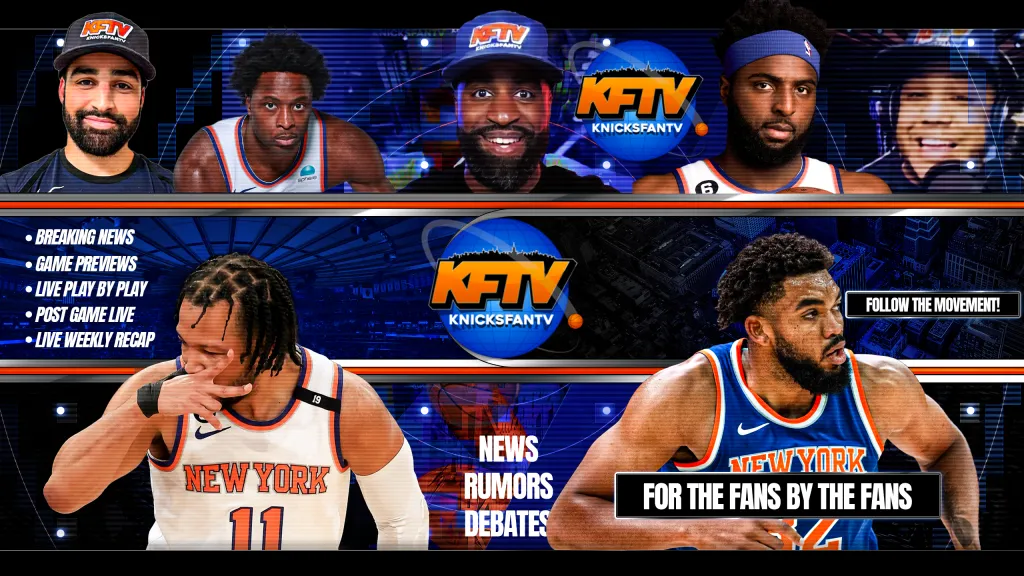 KFTV
KNICKSFANTV
KFTV
KNICKSFANTV
KFTV
KNICKSFANTV
6
• BREAKING NEWS
• GAME PREVIEWS
• LIVE PLAY BY PLAY
• POST GAME LIVE
• LIVE WEEKLY RECAP
KFTV
KNICKSFANTV
FOLLOW THE MOVEMENT!
19
NEW YORK
11
NEWS
RUMORS
DEBATES
NEW YORK
FOR THE FANS BY THE FANS